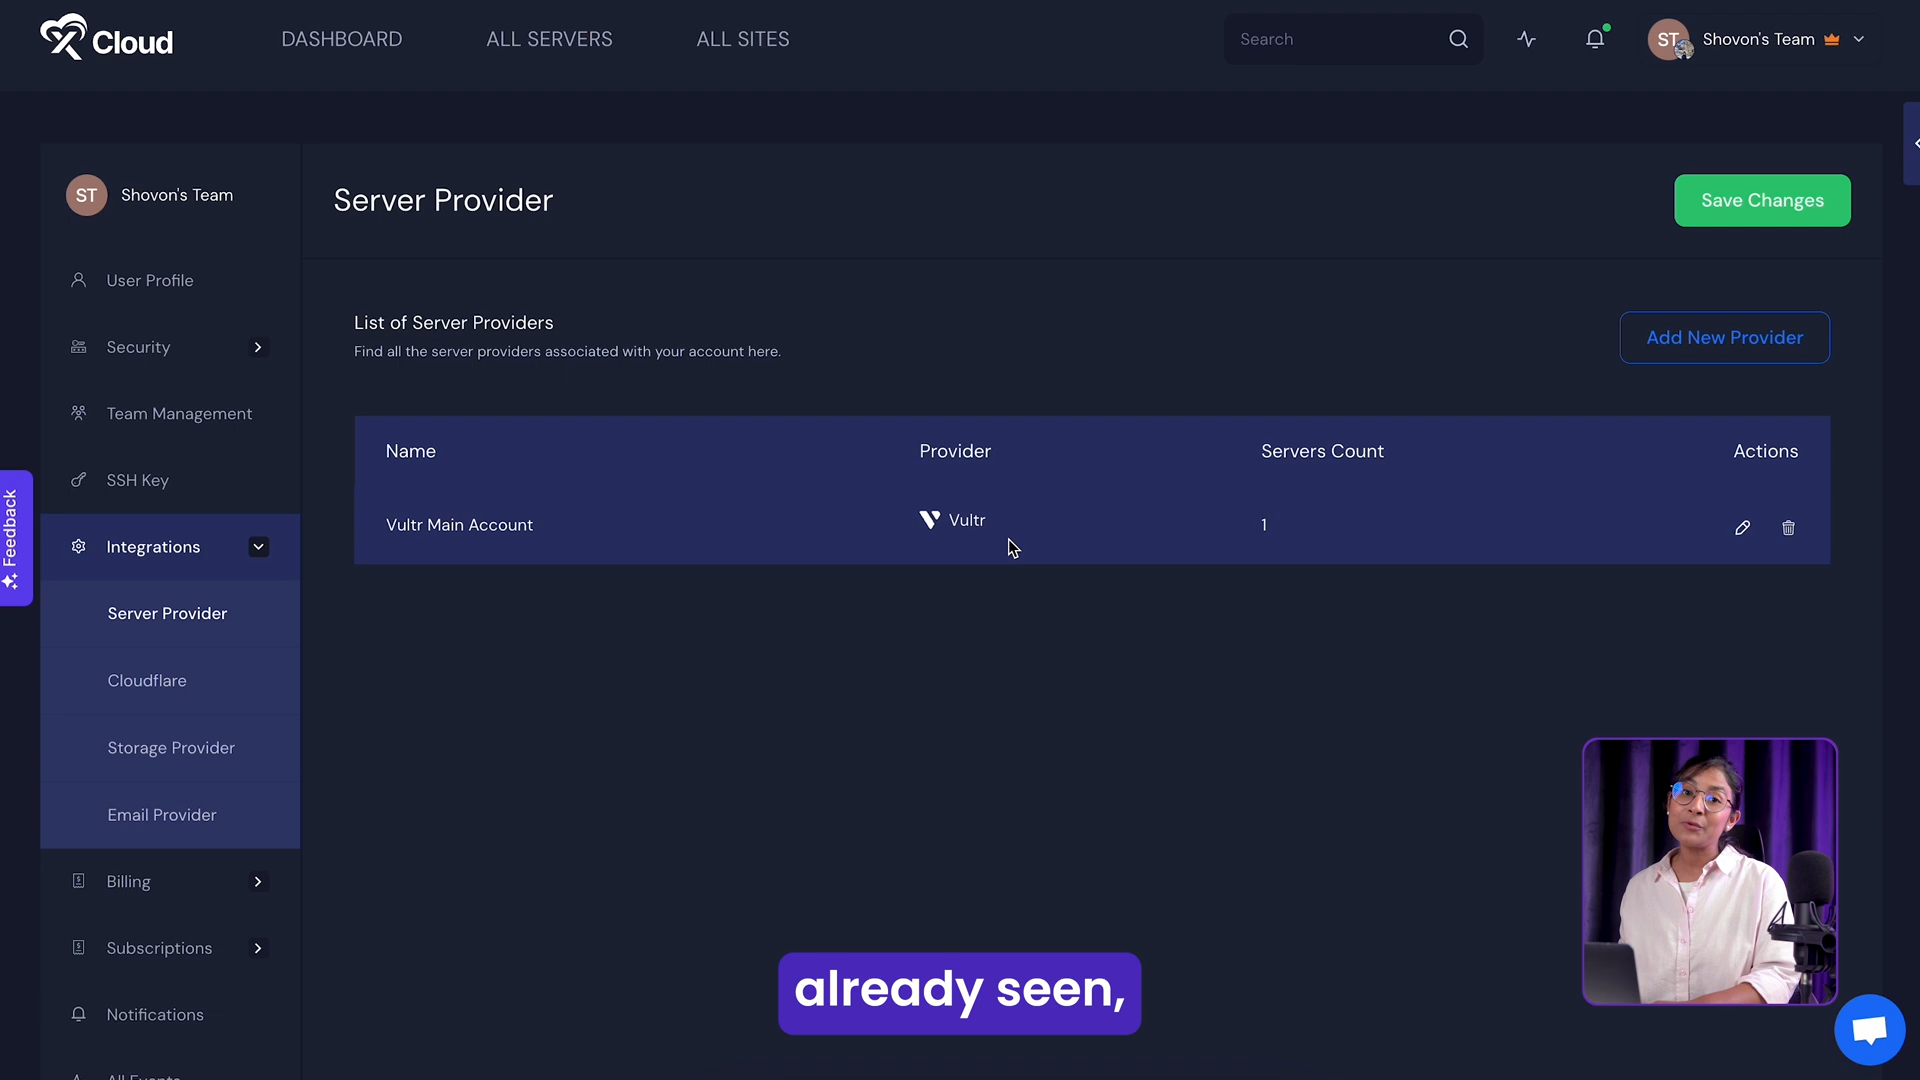 Cloud
DASHBOARD
ALL SERVERS
ALL SITES
Search
ST
Shovon's Team
ST
Shovon's Team
User Profile
Security
Team Management
SSH Key
Integrations
Server Provider
Cloudflare
Storage Provider
Email Provider
Billing
Subscriptions
Notifications
All Events
Feedback
Server Provider
Save Changes
List of Server Providers
Find all the server providers associated with your account here.
Add New Provider
Name Provider Servers Count Actions
Vultr Main Account Vultr 1
already seen,